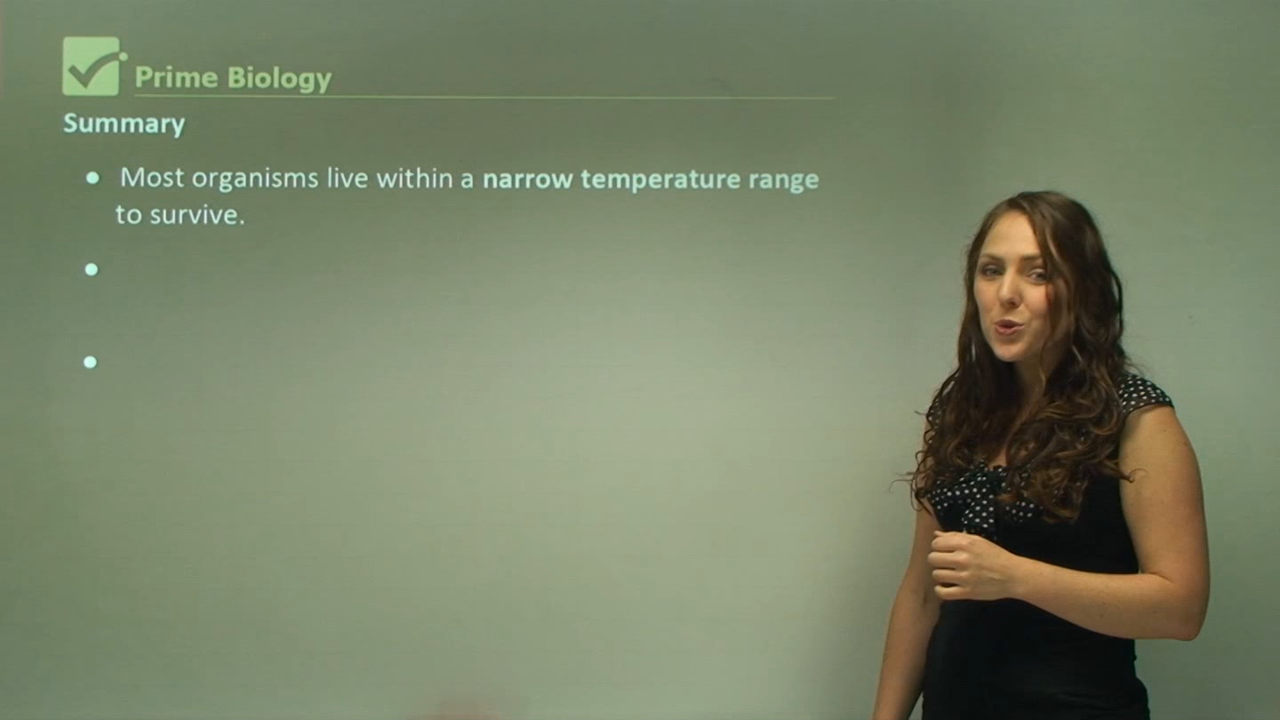 Prime Biology
Summary
• Most organisms live within a narrow temperature range
to survive.
•
•